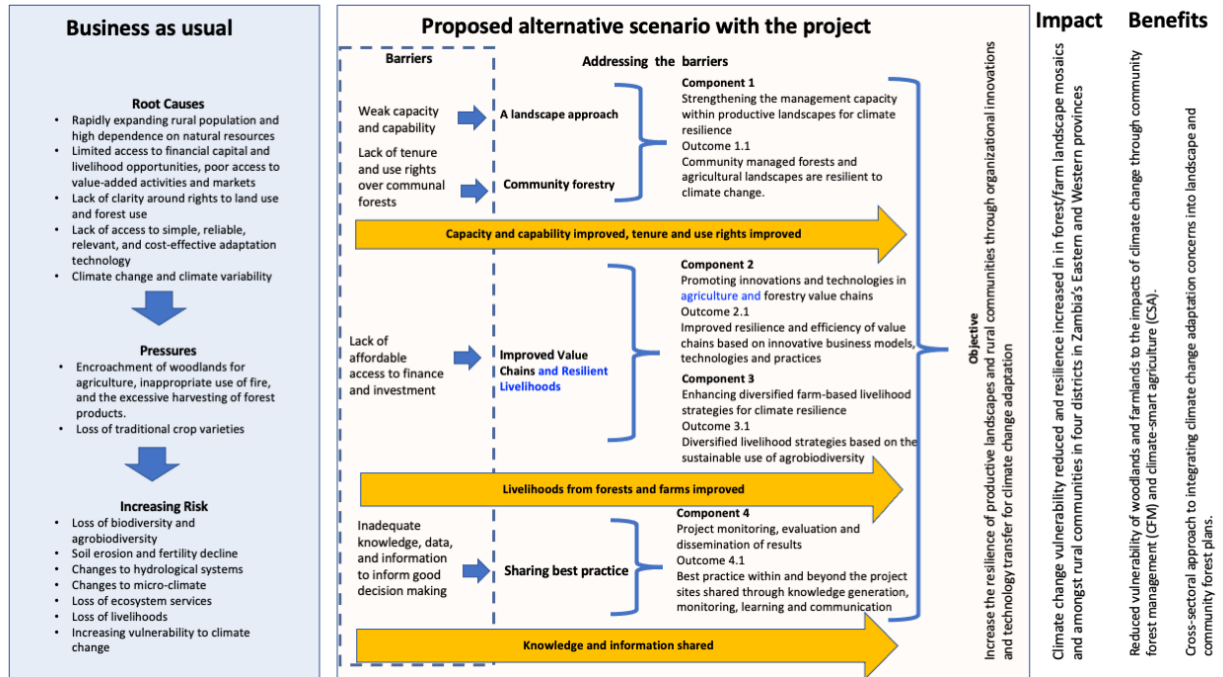 Business as usual
Root Causes
• Rapidly expanding rural population and
high dependence on natural resources
• Limited access to financial capital and
livelihood opportunities, poor access to
value-added activities and markets
• Lack of clarity around rights to land use
and forest use
• Lack of access to simple, reliable,
relevant, and cost-effective adaptation
technology
• Climate change and climate variability
Pressures
• Encroachment of woodlands for
agriculture, inappropriate use of fire,
and the excessive harvesting of forest
products.
• Loss of traditional crop varieties
Increasing Risk
• Loss of biodiversity and
agrobiodiversity
• Soil erosion and fertility decline
• Changes to hydrological systems
• Changes to micro-climate
• Loss of ecosystem services
• Loss of livelihoods
• Increasing vulnerability to climate
change
Proposed alternative scenario with the project
Barriers
Addressing the barriers
Weak capacity
and capability
A landscape approach
Lack of tenure
and use rights
over communal
forests
Community forestry
Component 1
Strengthening the management capacity
within productive landscapes for climate
resilience
Outcome 1.1
Community managed forests and
agricultural landscapes are resilient to
climate change.
Capacity and capability improved, tenure and use rights improved
Lack of
affordable
access to finance
and investment
Improved Value
Chains and Resilient
Livelihoods
Component 2
Promoting innovations and technologies in
agriculture and forestry value chains
Outcome 2.1
Improved resilience and efficiency of value
chains based on innovative business models,
technologies and practices
Component 3
Enhancing diversified farm-based livelihood
strategies for climate resilience
Outcome 3.1
Diversified livelihood strategies based on the
sustainable use of agrobiodiversity
Livelihoods from forests and farms improved
Inadequate
knowledge, data,
and information
to inform good
decision making
Sharing best practice
Component 4
Project monitoring, evaluation and
dissemination of results
Outcome 4.1
Best practice within and beyond the project
sites shared through knowledge generation,
monitoring, learning and communication
Knowledge and information shared
Objective
Increase the resilience of productive landscapes and rural communities through organizational innovations
and technology transfer for climate change adaptation
Impact
Climate change vulnerability reduced and resilience increased in in forest/farm landscape mosaics
and amongst rural communities in four districts in Zambia's Eastern and Western provinces
Benefits
Reduced vulnerability of woodlands and farmlands to the impacts of climate change through community
forest management (CFM) and climate-smart agriculture (CSA).
Cross-sectoral approach to integrating climate change adaptation concerns into landscape and
community forest plans.